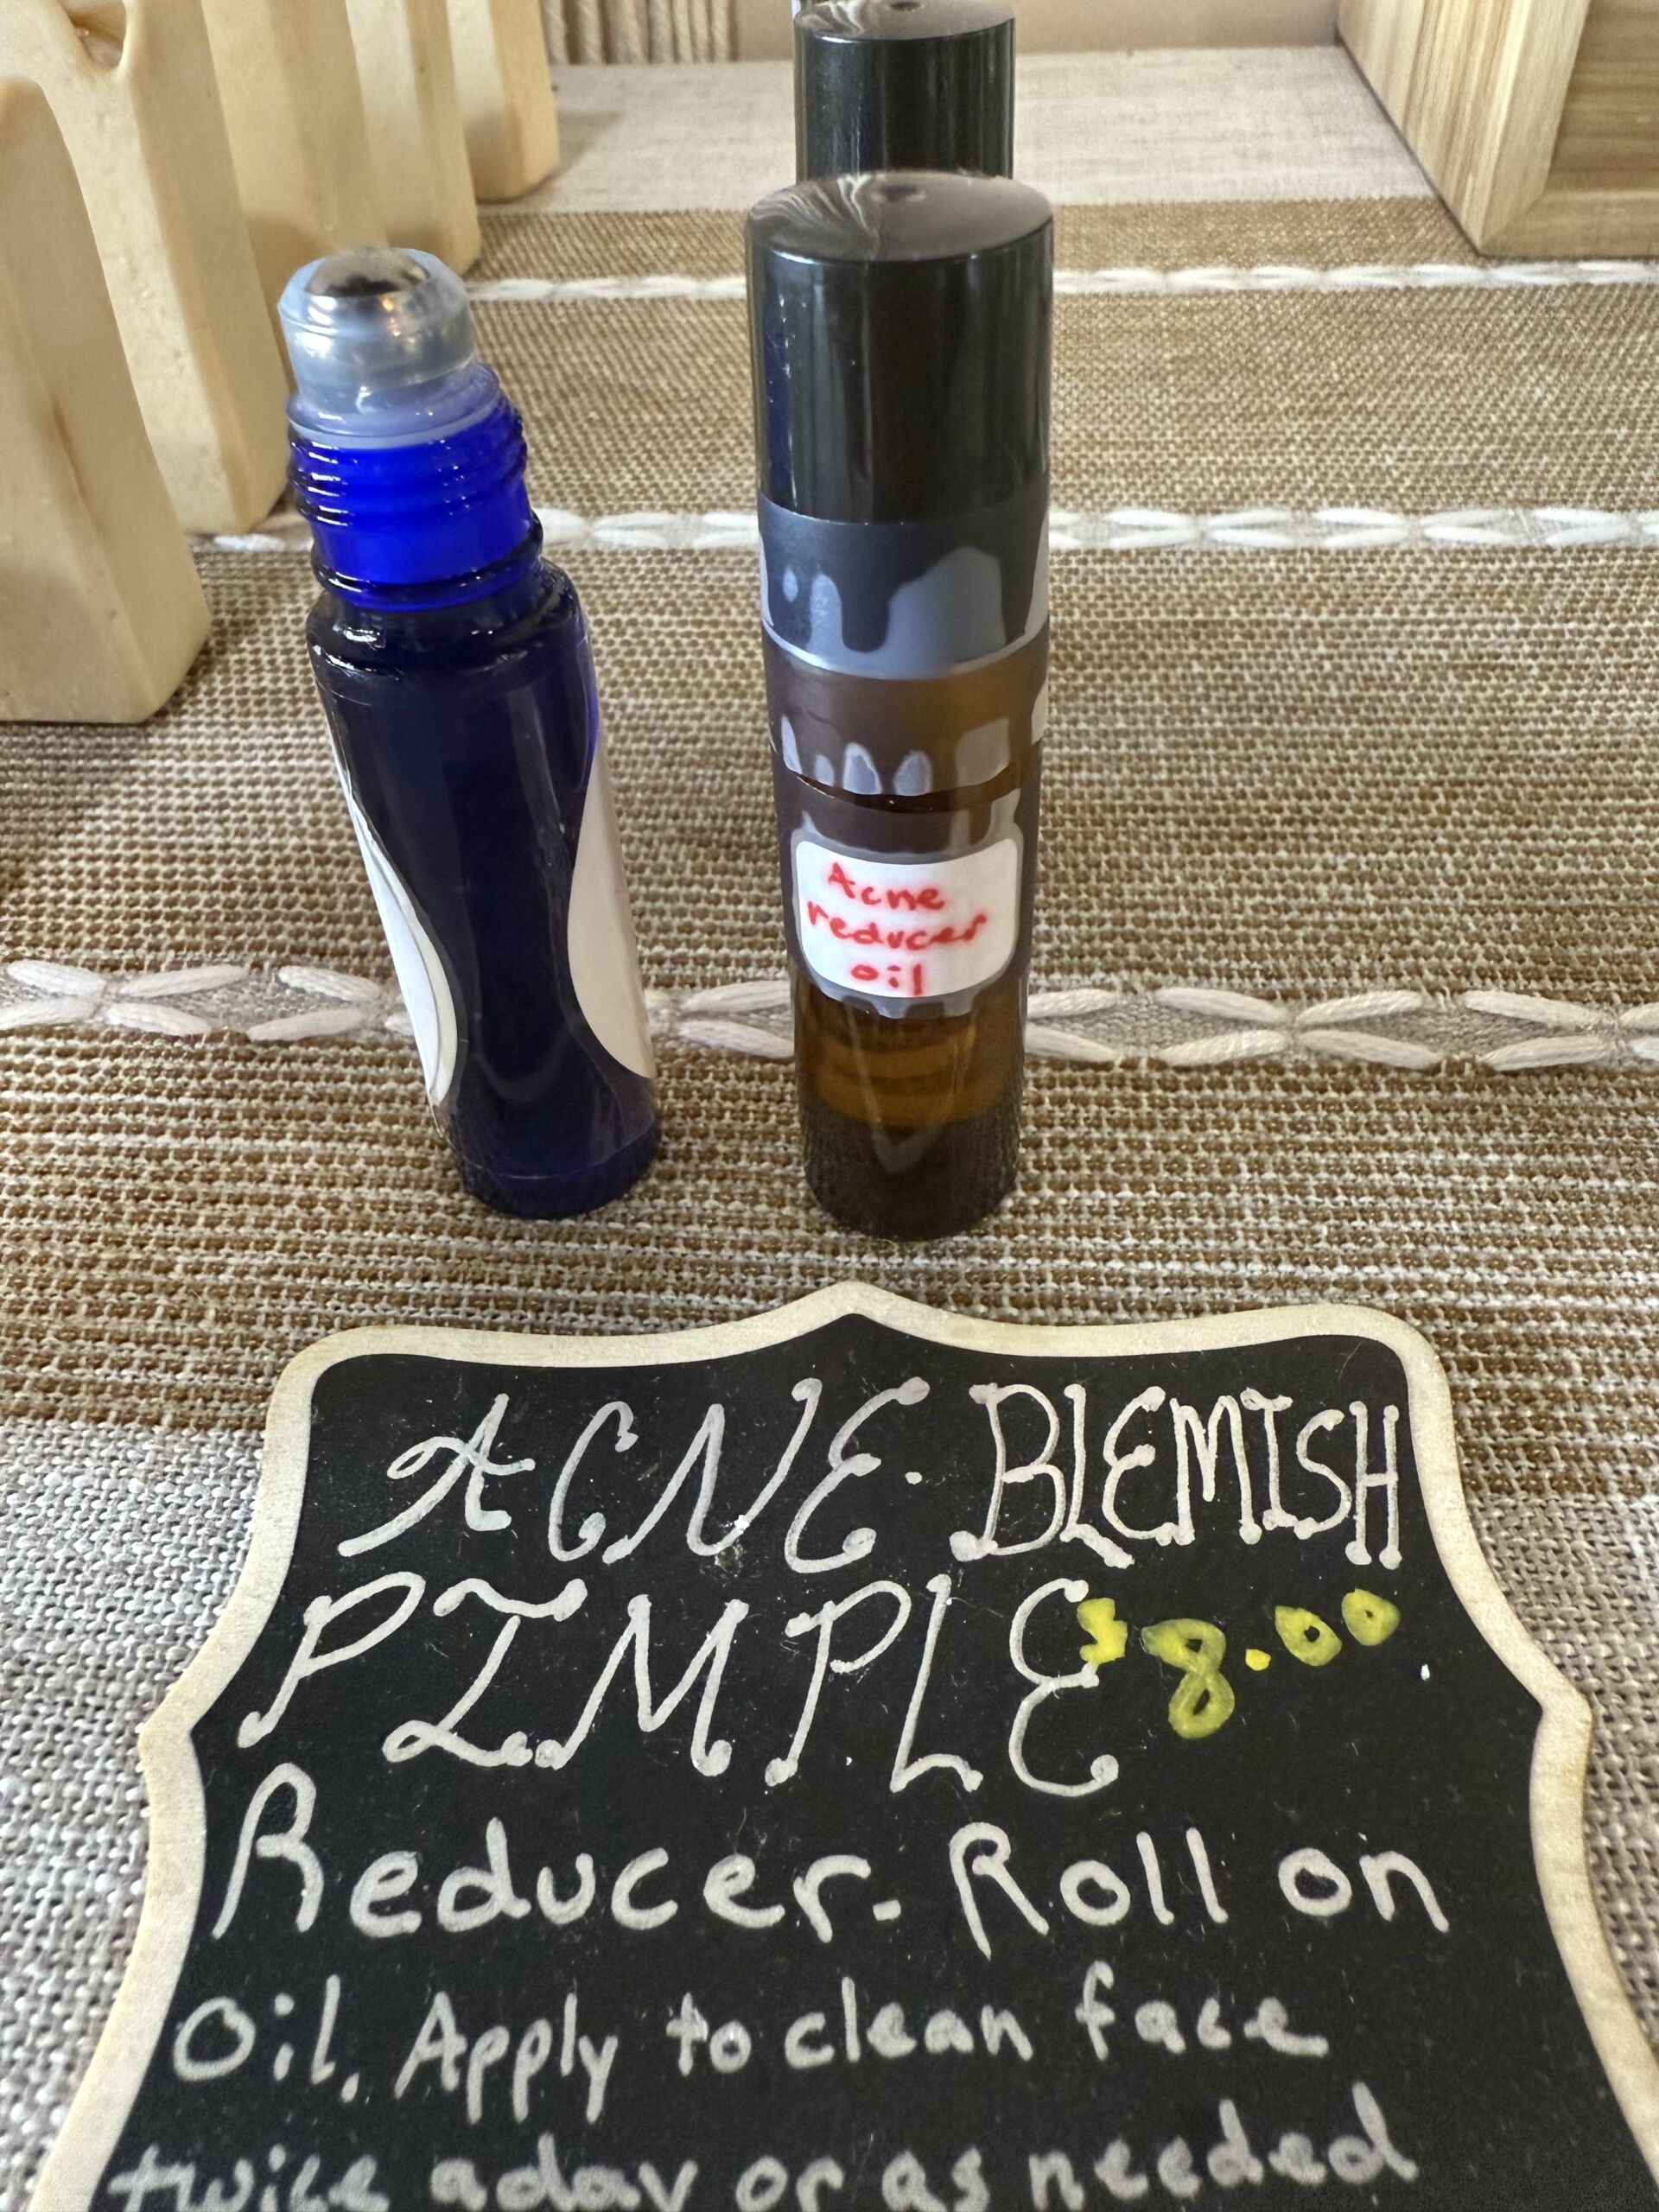 Acne
reducer
oil
ACNE. BLEMISH
PIMPLE $8.00
Reducer. Roll on
Oil. Apply to clean face
twice a day or as needed